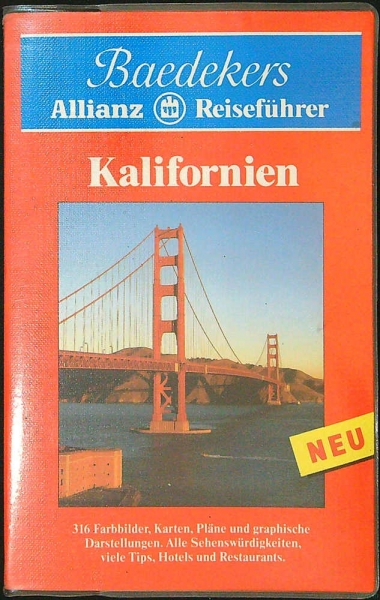 Baedekers
Allianz Reiseführer
Kalifornien
NEU
316 Farbbilder, Karten, Pläne und graphische
Darstellungen. Alle Sehenswürdigkeiten,
viele Tips, Hotels und Restaurants.